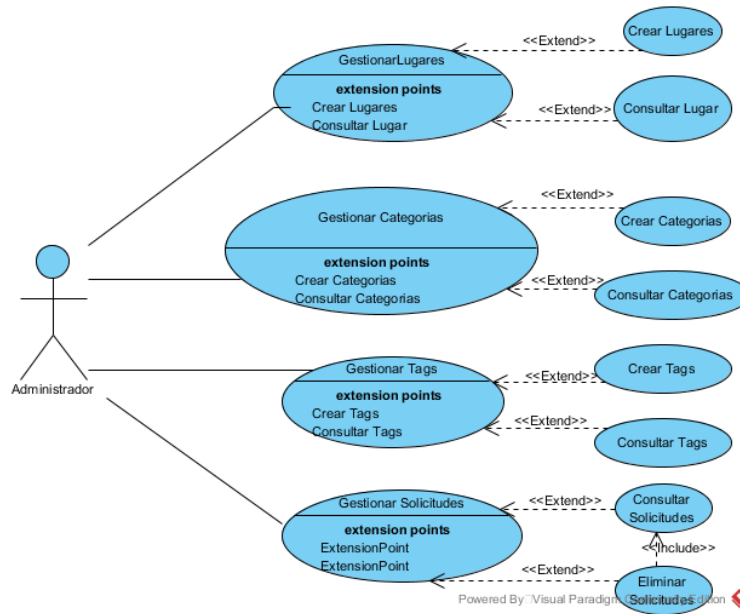 <<Extend>>
Crear Lugares
GestionarLugares
extension points
Crear Lugares
Consultar Lugar
<<Extend>>
Consultar Lugar
<<Extend>>
Crear Categorias
Gestionar Categorias
extension points
Crear Categorias
Consultar Categorias
<<Extend>>
Consultar Categorias
Administrador
Gestionar Tags
extension points
Crear Tags
Consultar Tags
<<Extend>>
Crear Tags
<<Extend>>
Consultar Tags
Gestionar Solicitudes
extension points
ExtensionPoint
ExtensionPoint
<<Extend>>
Consultar
Solicitudes
<<Include>>
<<Extend>>
Eliminar
Solicitudes
Powered By Visual Paradigm Community Edition